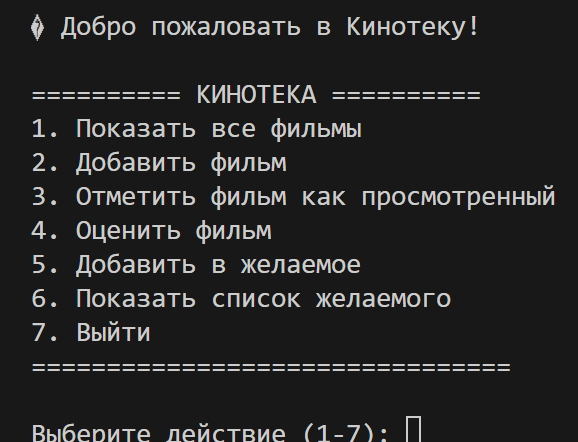 � Добро пожаловать в Кинотеку!
========== КИНОТЕКА ==========
1. Показать все фильмы
2. Добавить фильм
3. Отметить фильм как просмотренный
4. Оценить фильм
5. Добавить в желаемое
6. Показать список желаемого
7. Выйти
================================
Выберите действие (1-7):